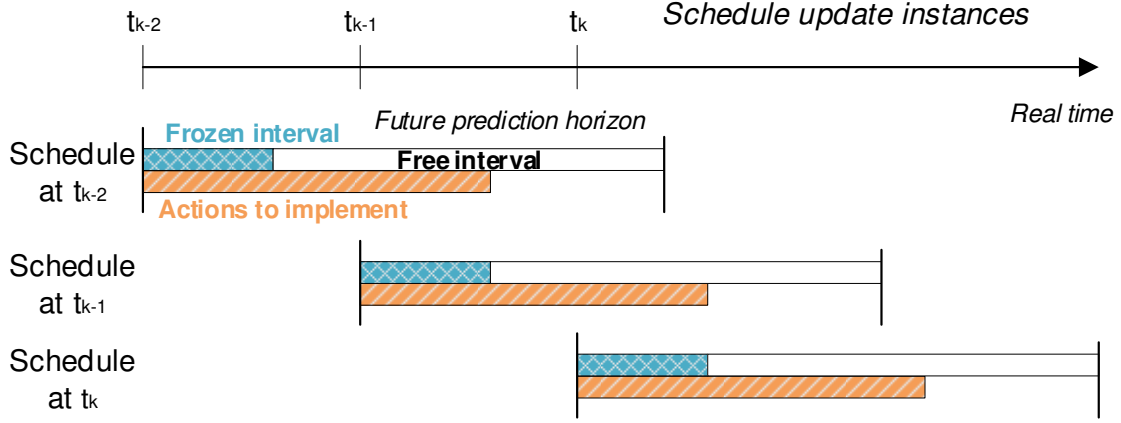 tk-2 tk-1 tk Schedule update instances
Real time
Frozen interval Future prediction horizon
Schedule
at tk-2
Free interval
Actions to implement
Schedule
at tk-1
Schedule
at tk